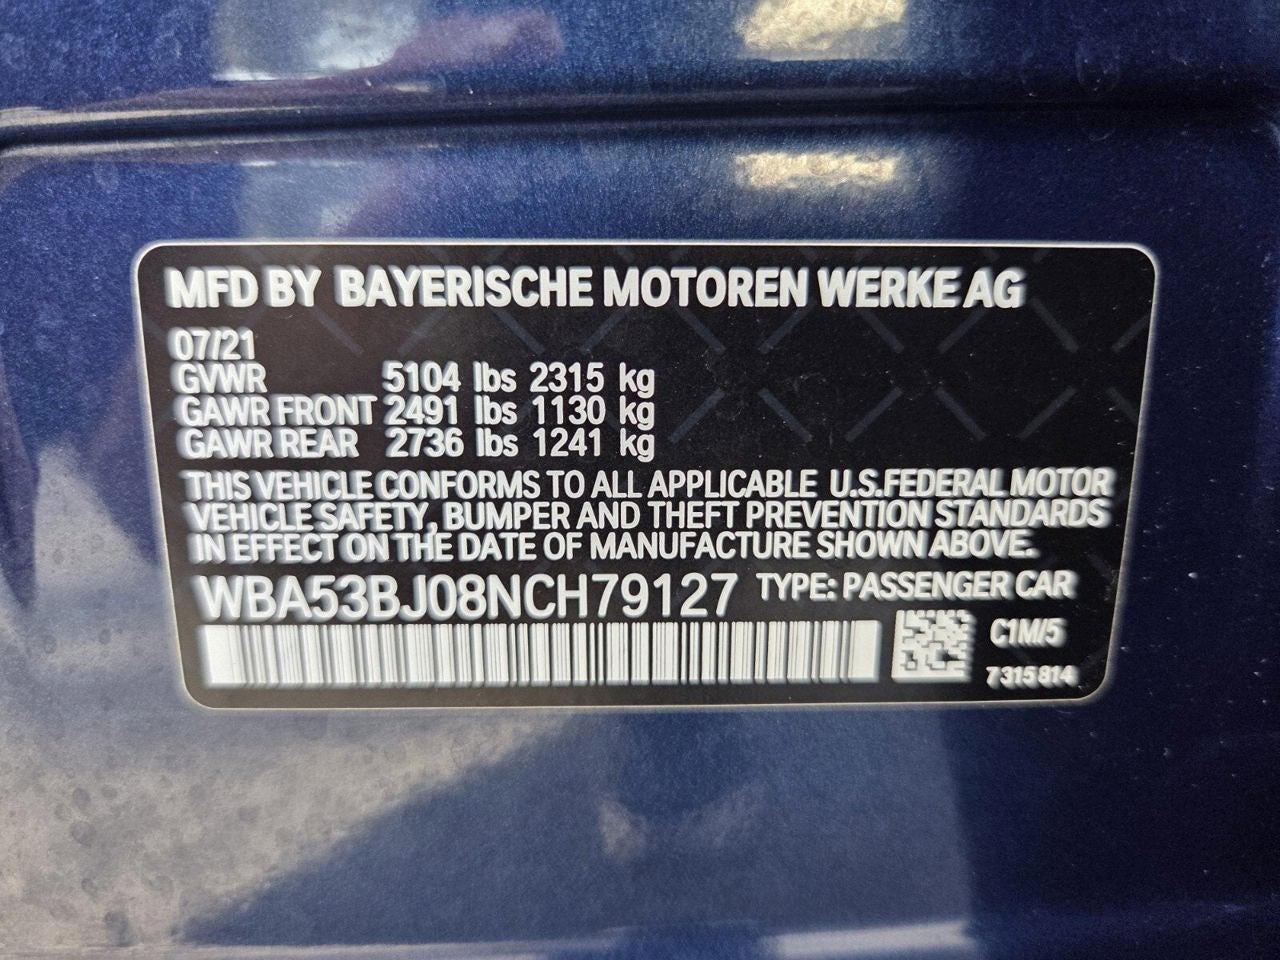 MFD BY BAYERISCHE MOTOREN WERKE AG
07/21
GVWR 5104 lbs 2315 kg
GAWR FRONT 2491 lbs 1130 kg
GAWR REAR 2736 lbs 1241 kg
THIS VEHICLE CONFORMS TO ALL APPLICABLE U.S.FEDERAL MOTOR
VEHICLE SAFETY, BUMPER AND THEFT PREVENTION STANDARDS
IN EFFECT ON THE DATE OF MANUFACTURE SHOWN ABOVE.
WBA53BJ08NCH79127 TYPE: PASSENGER CAR
C1M/5
7315814